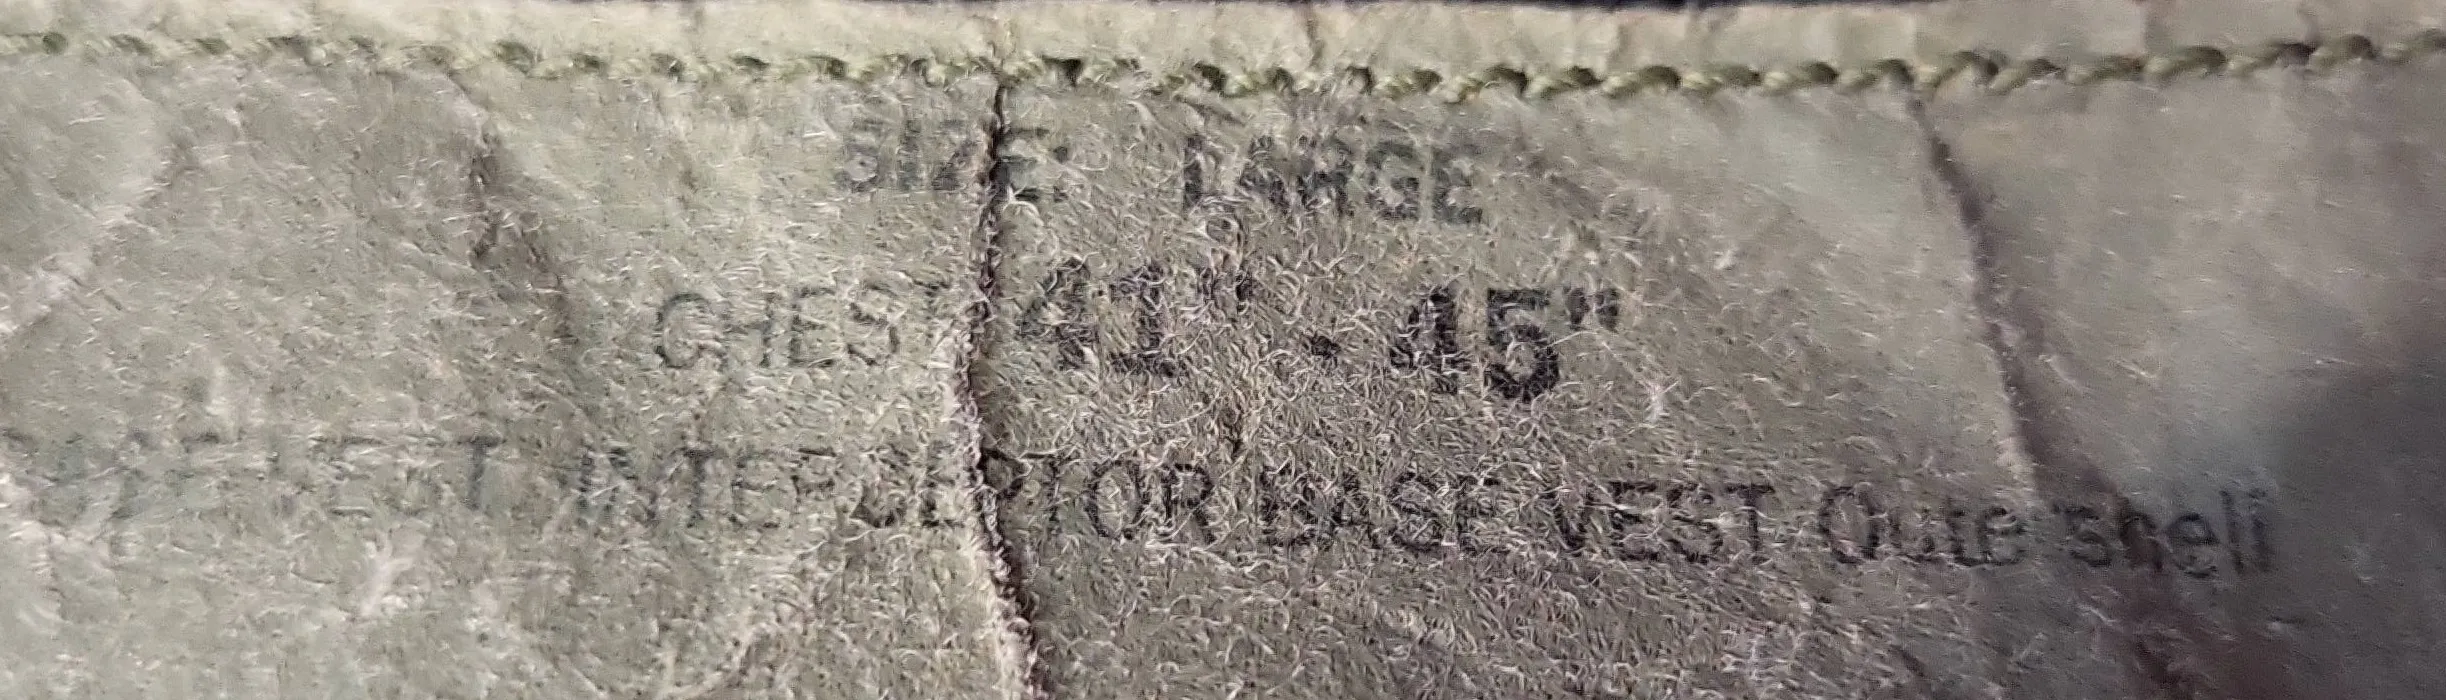 SIZE: LARGE
CHEST 41" - 45"
INTERCEPTOR BASE VEST Outer shell